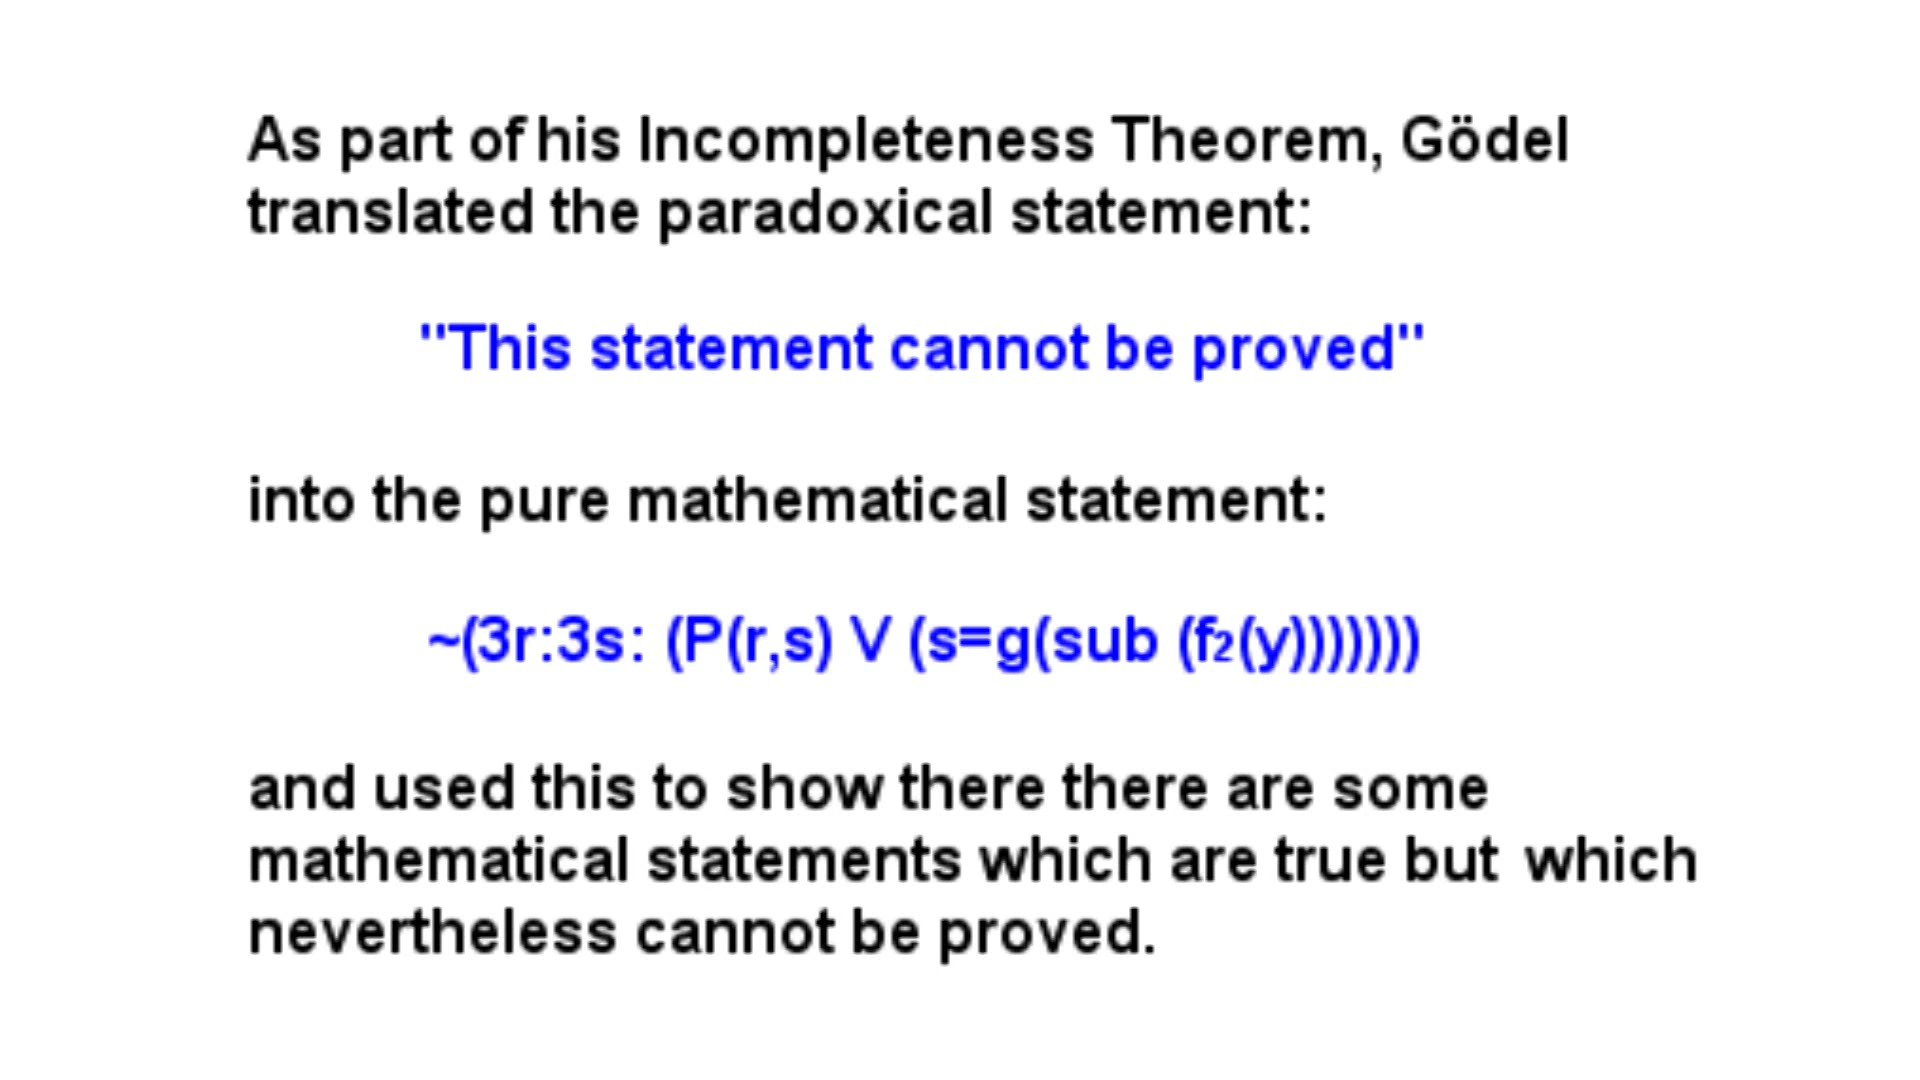 As part of his Incompleteness Theorem, Gödel
translated the paradoxical statement:
"This statement cannot be proved"
into the pure mathematical statement:
~(3r:3s: (P(r,s) V (s=g(sub (f₂(y)))))))
and used this to show there there are some
mathematical statements which are true but which
nevertheless cannot be proved.